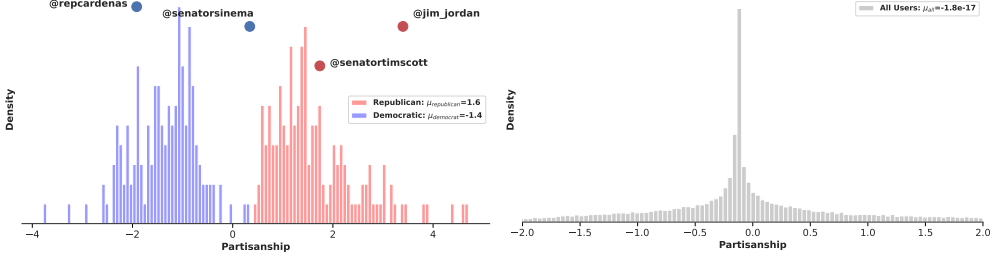 @repcardenas
@senatorsinema
@jim_jordan
@senatortimscott
Republican: μrepublican=1.6
Democratic: μdemocrat=-1.4
Density
−4 −2 0 2 4
Partisanship
All Users: μall=-1.8e-17
Density
−2.0 −1.5 −1.0 −0.5 0.0 0.5 1.0 1.5 2.0
Partisanship